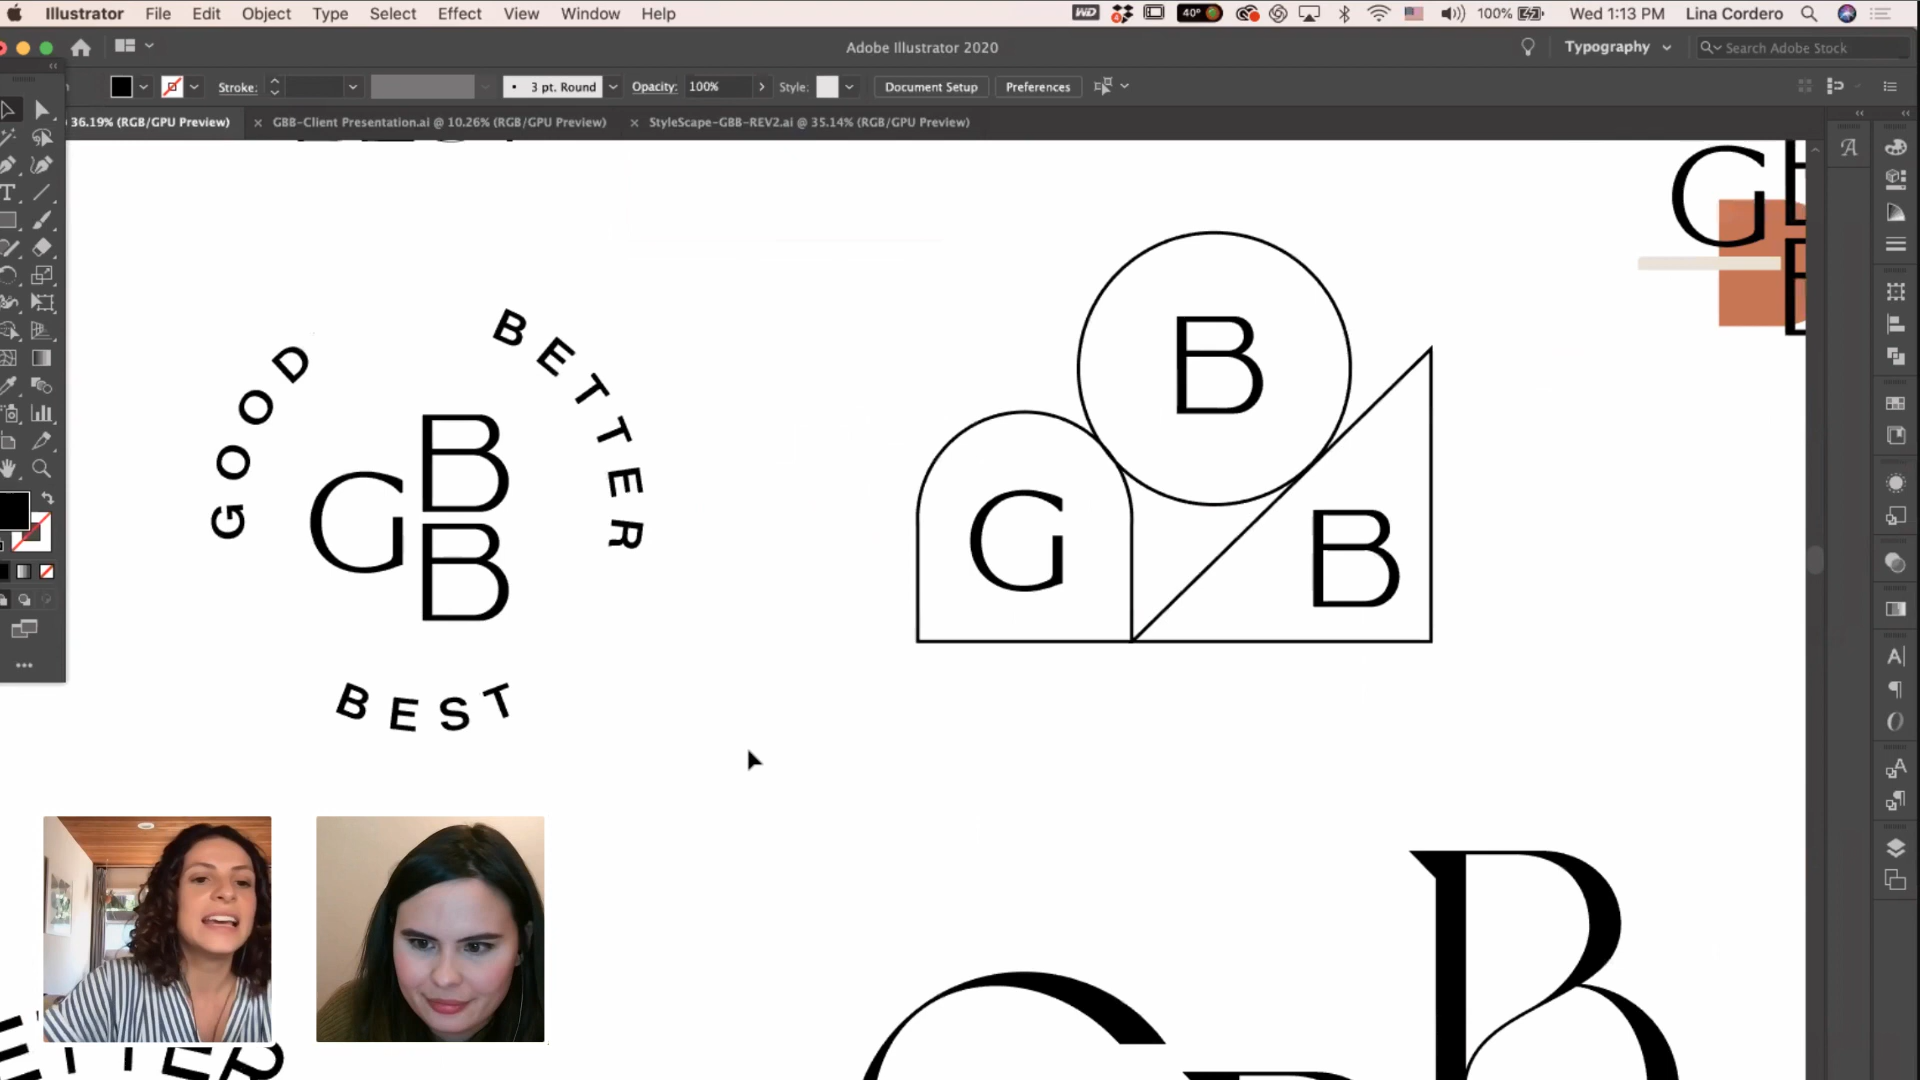 Illustrator File Edit Object Type Select Effect View Window Help
40° 100% Wed 1:13 PM Lina Cordero
Adobe Illustrator 2020
Typography
Search Adobe Stock
Stroke:
3 pt. Round
Opacity: 100%
Style:
Document Setup
Preferences
36.19% (RGB/GPU Preview)
GBB-Client Presentation.ai @ 10.26% (RGB/GPU Preview)
StyleScape-GBB-REV2.ai @ 35.14% (RGB/GPU Preview)
GOOD
BETTER
G B
B
BEST
B
G B
G
B